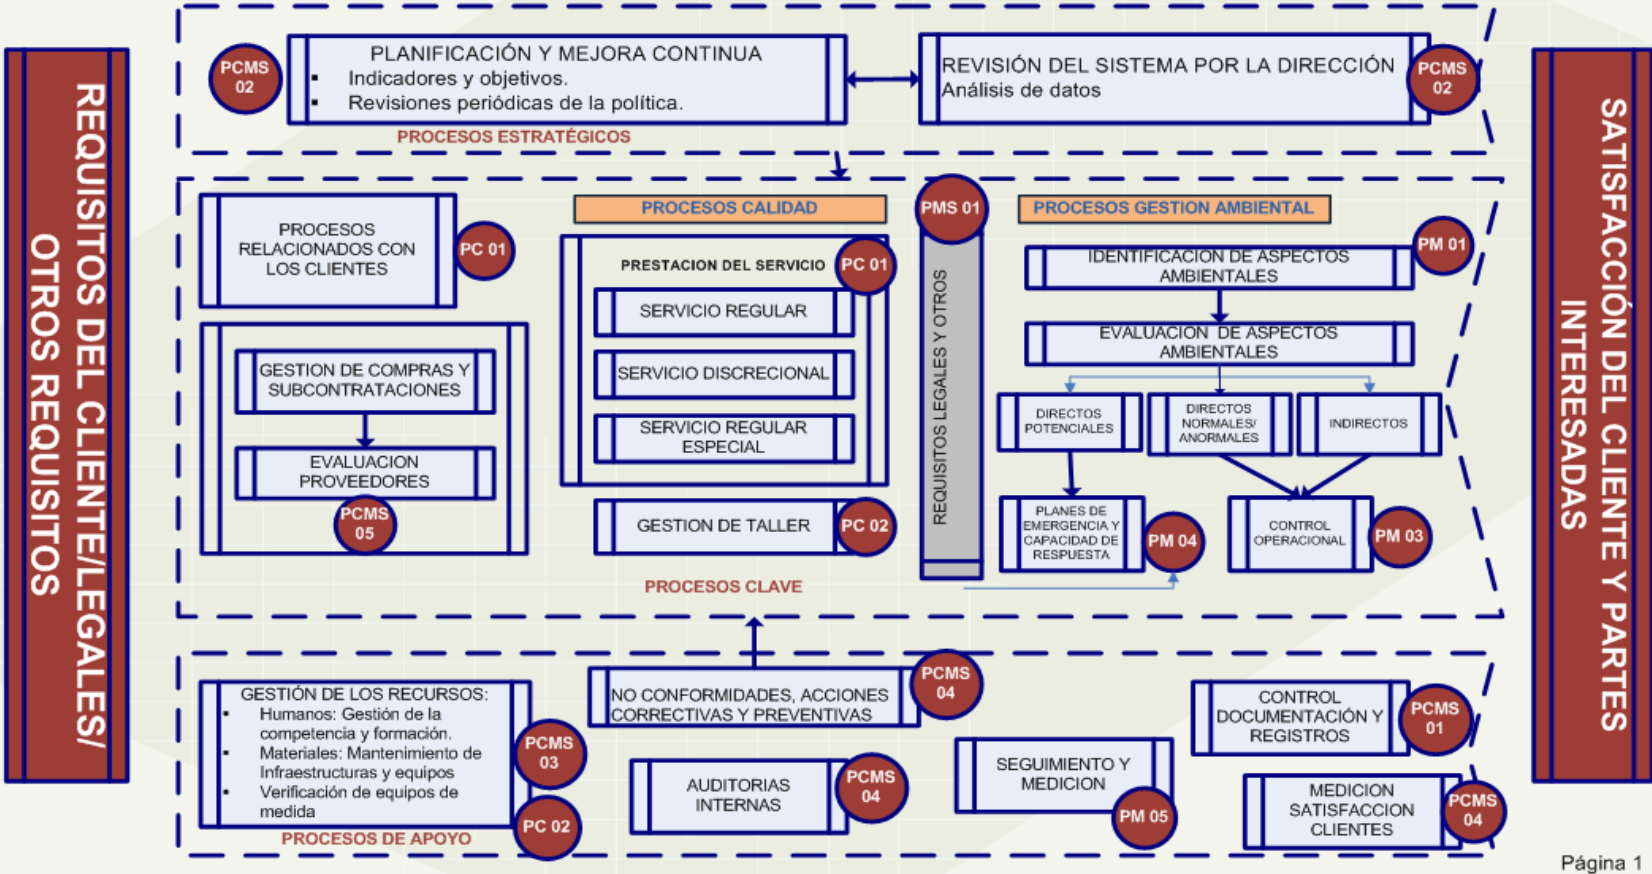 REQUISITOS DEL CLIENTE/LEGALES/
OTROS REQUISITOS
PCMS
02
PLANIFICACIÓN Y MEJORA CONTINUA
▪ Indicadores y objetivos.
▪ Revisiones periódicas de la política.
REVISIÓN DEL SISTEMA POR LA DIRECCIÓN
Análisis de datos
PCMS
02
PROCESOS ESTRATÉGICOS
PROCESOS
RELACIONADOS CON
LOS CLIENTES
PC 01
GESTION DE COMPRAS Y
SUBCONTRATACIONES
EVALUACION
PROVEEDORES
PCMS
05
PROCESOS CALIDAD
PRESTACION DEL SERVICIO
PC 01
SERVICIO REGULAR
SERVICIO DISCRECIONAL
SERVICIO REGULAR
ESPECIAL
GESTION DE TALLER
PC 02
PROCESOS CLAVE
PMS 01
REQUISITOS LEGALES Y OTROS
PROCESOS GESTION AMBIENTAL
PM 01
IDENTIFICACION DE ASPECTOS
AMBIENTALES
EVALUACION DE ASPECTOS
AMBIENTALES
DIRECTOS
POTENCIALES
DIRECTOS
NORMALES/
ANORMALES
INDIRECTOS
PLANES DE
EMERGENCIA Y
CAPACIDAD DE
RESPUESTA
PM 04
CONTROL
OPERACIONAL
PM 03
GESTIÓN DE LOS RECURSOS:
▪ Humanos: Gestión de la
competencia y formación.
▪ Materiales: Mantenimiento de
Infraestructuras y equipos
▪ Verificación de equipos de
medida
PCMS
03
PC 02
PROCESOS DE APOYO
NO CONFORMIDADES, ACCIONES
CORRECTIVAS Y PREVENTIVAS
PCMS
04
AUDITORIAS
INTERNAS
PCMS
04
SEGUIMIENTO Y
MEDICION
PM 05
CONTROL
DOCUMENTACIÓN Y
REGISTROS
PCMS
01
MEDICION
SATISFACCION
CLIENTES
PCMS
04
SATISFACCIÓN DEL CLIENTE Y PARTES
INTERESADAS
Página 1